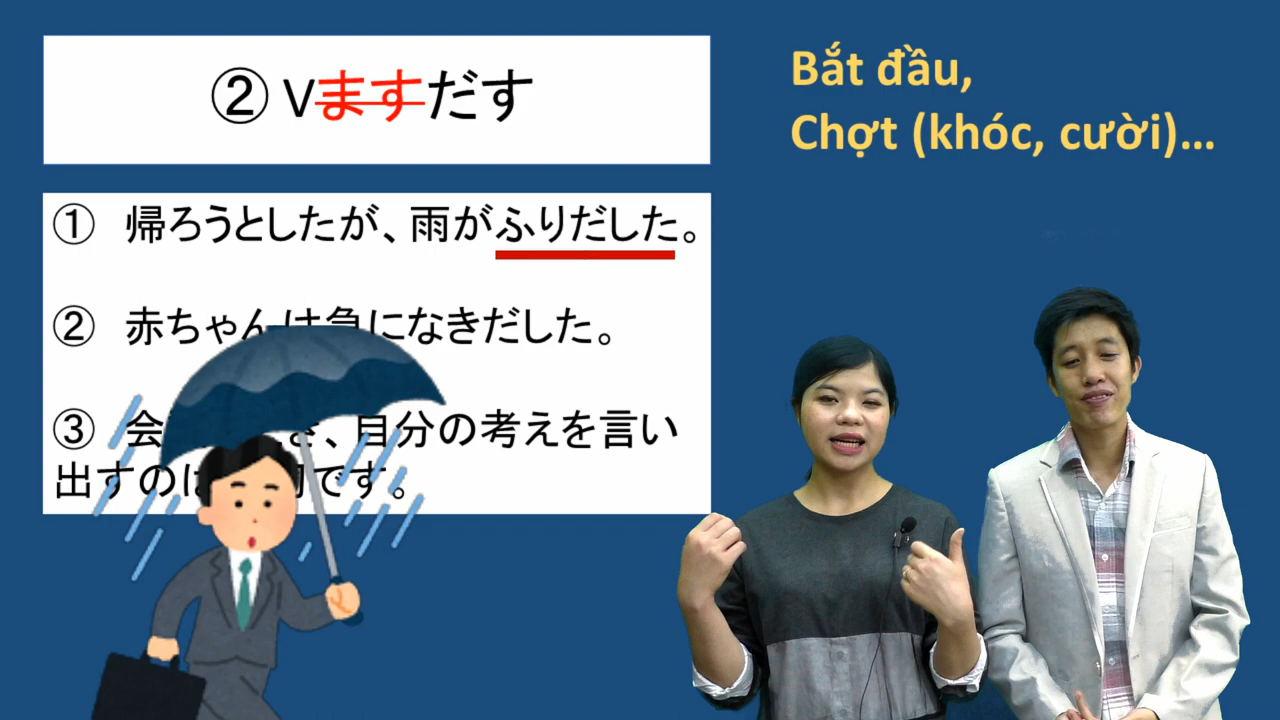 ② Vますだす
Bắt đầu,
Chợt (khóc, cười)...
① 帰ろうとしたが、雨がふりだした。
② 赤ちゃんは急になきだした。
③ 会 、自分の考えを言い
出すのは です。